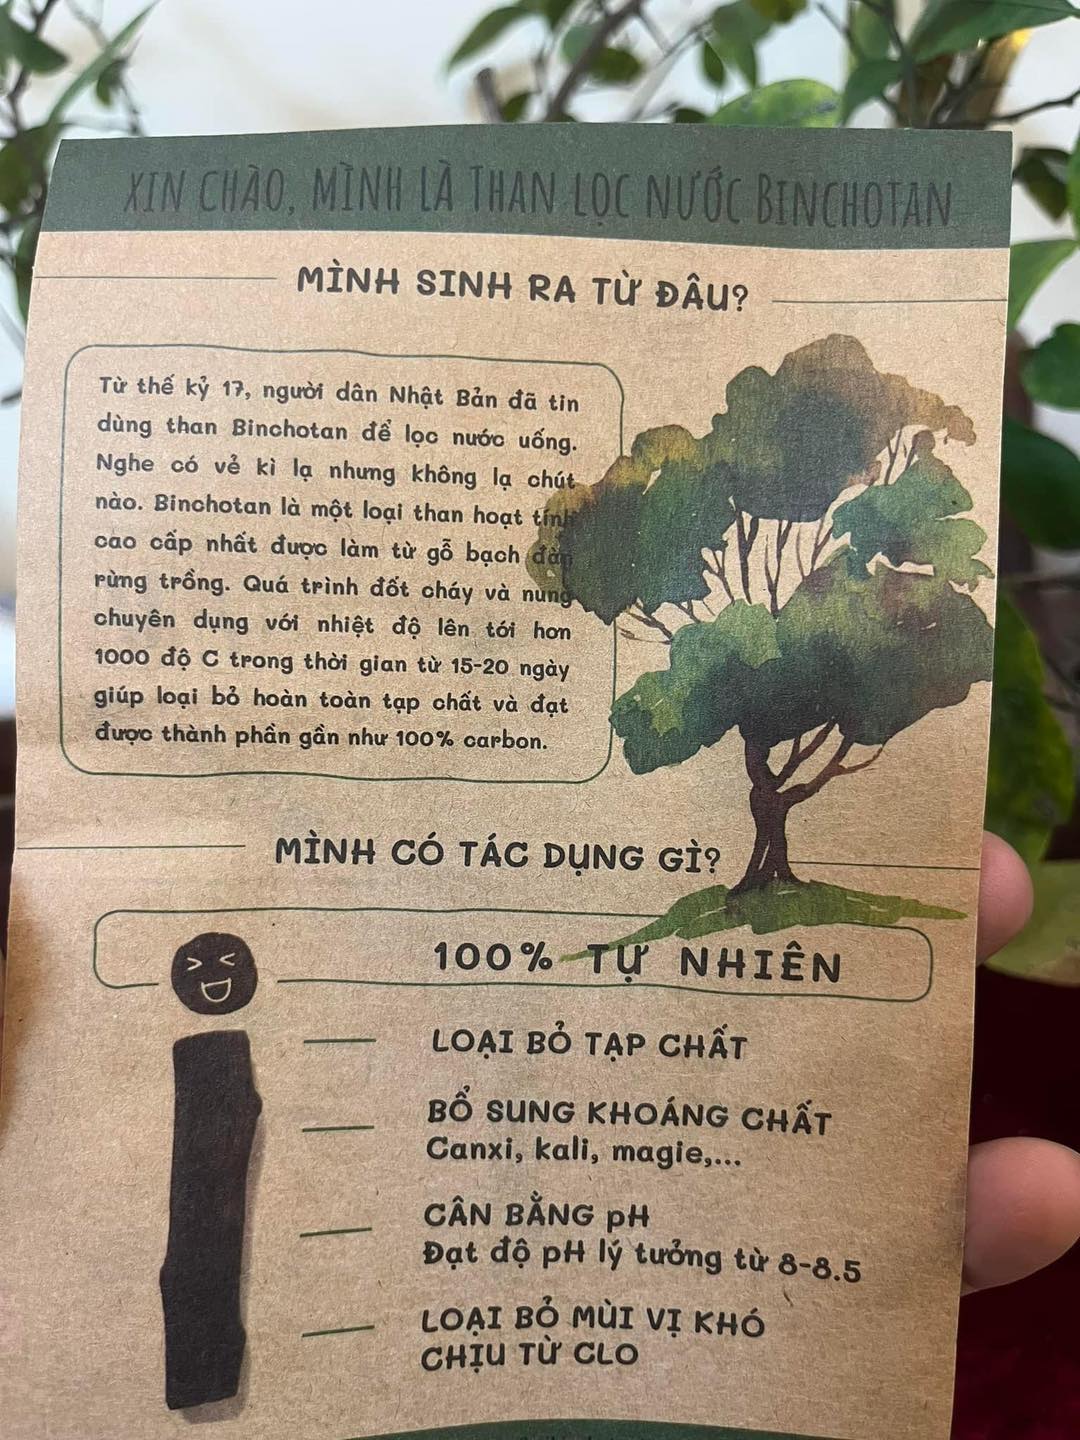 XIN CHÀO, MÌNH LÀ THAN LỌC NƯỚC BINCHOTAN
MÌNH SINH RA TỪ ĐÂU?
Từ thế kỷ 17, người dân Nhật Bản đã tin
dùng than Binchotan để lọc nước uống.
Nghe có vẻ kì lạ nhưng không lạ chút
nào. Binchotan là một loại than hoạt tính
cao cấp nhất được làm từ gỗ bạch đàn
rừng trồng. Quá trình đốt cháy và nung
chuyên dụng với nhiệt độ lên tới hơn
1000 độ C trong thời gian từ 15-20 ngày
giúp loại bỏ hoàn toàn tạp chất và đạt
được thành phần gần như 100% carbon.
MÌNH CÓ TÁC DỤNG GÌ?
100% TỰ NHIÊN
LOẠI BỎ TẠP CHẤT
BỔ SUNG KHOÁNG CHẤT
Canxi, kali, magie,...
CÂN BẰNG pH
Đạt độ pH lý tưởng từ 8-8.5
LOẠI BỎ MÙI VỊ KHÓ
CHỊU TỪ CLO